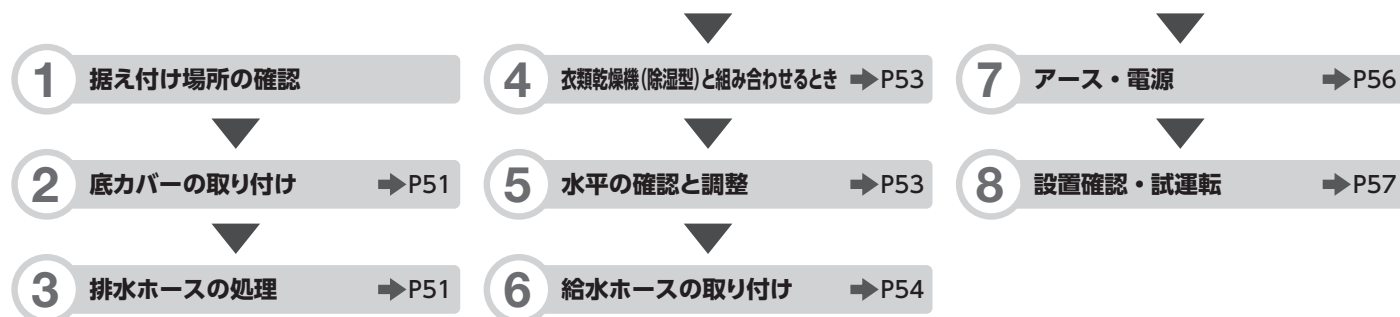 1 据え付け場所の確認
2 底カバーの取り付け ➡P51
3 排水ホースの処理 ➡P51
4 衣類乾燥機(除湿型)と組み合わせるとき ➡P53
5 水平の確認と調整 ➡P53
6 給水ホースの取り付け ➡P54
7 アース・電源 ➡P56
8 設置確認・試運転 ➡P57